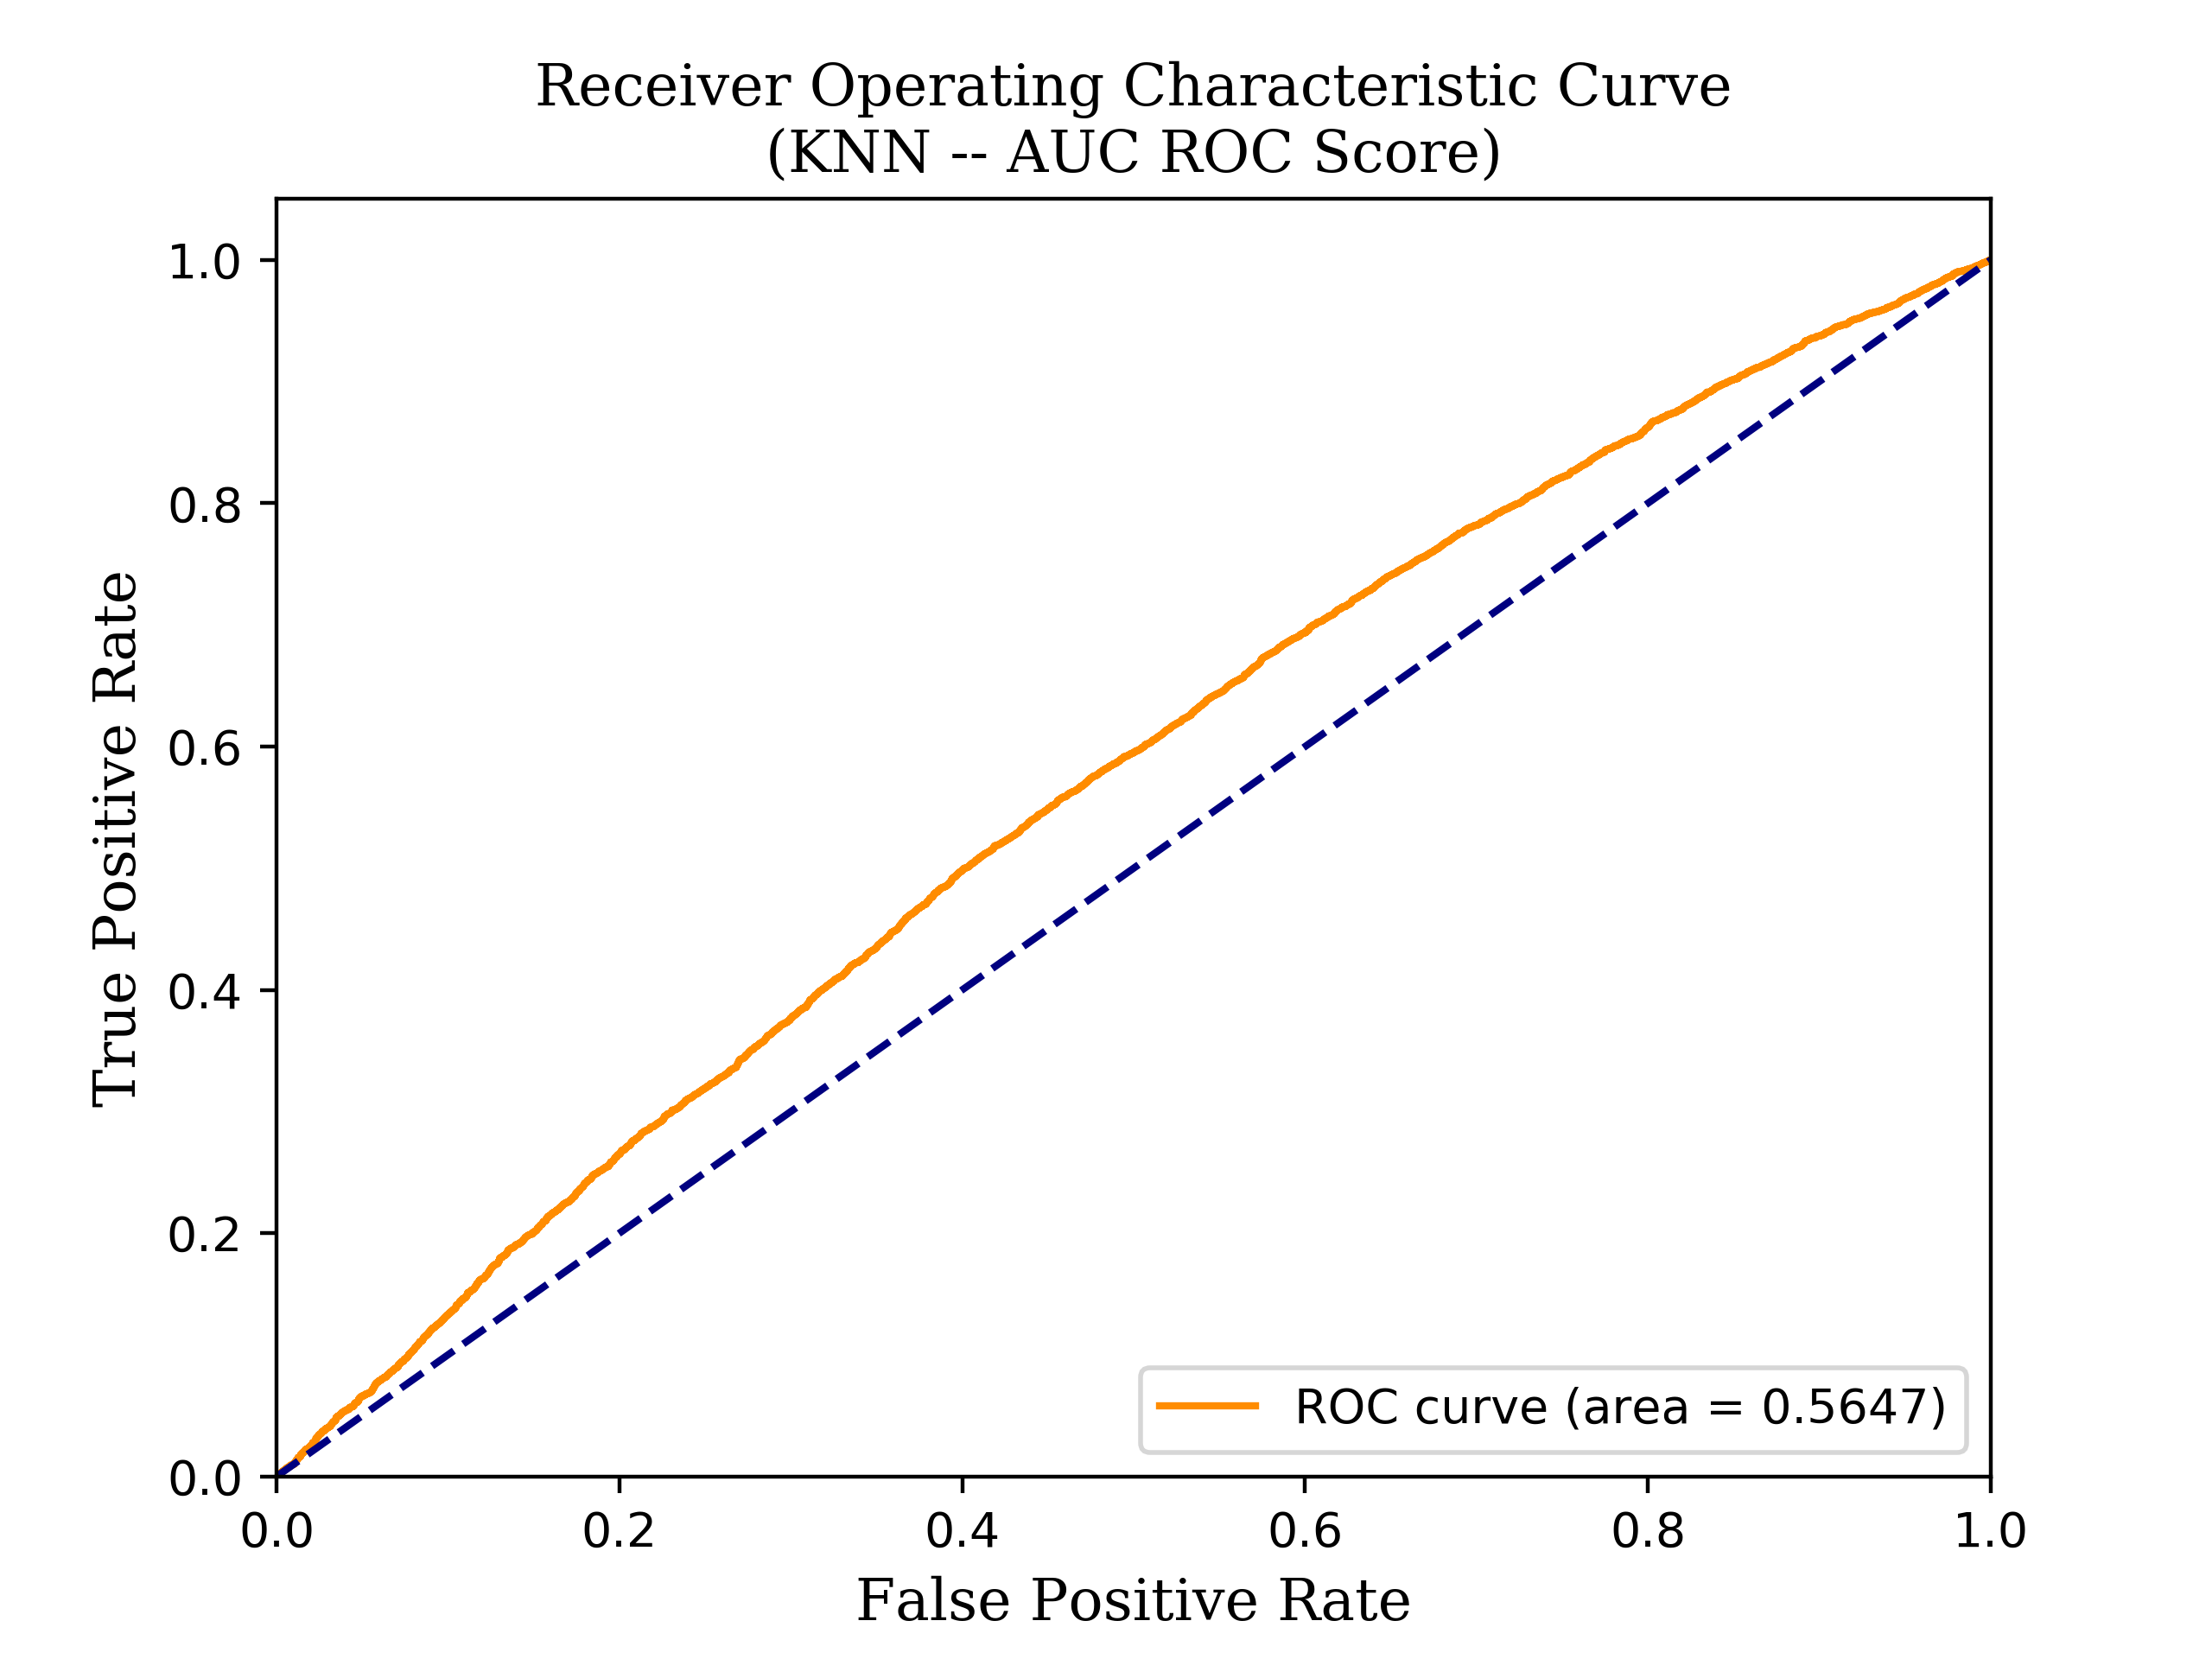 Receiver Operating Characteristic Curve
(KNN -- AUC ROC Score)
True Positive Rate
1.0
0.8
0.6
0.4
0.2
0.0
ROC curve (area = 0.5647)
0.0 0.2 0.4 0.6 0.8 1.0
False Positive Rate